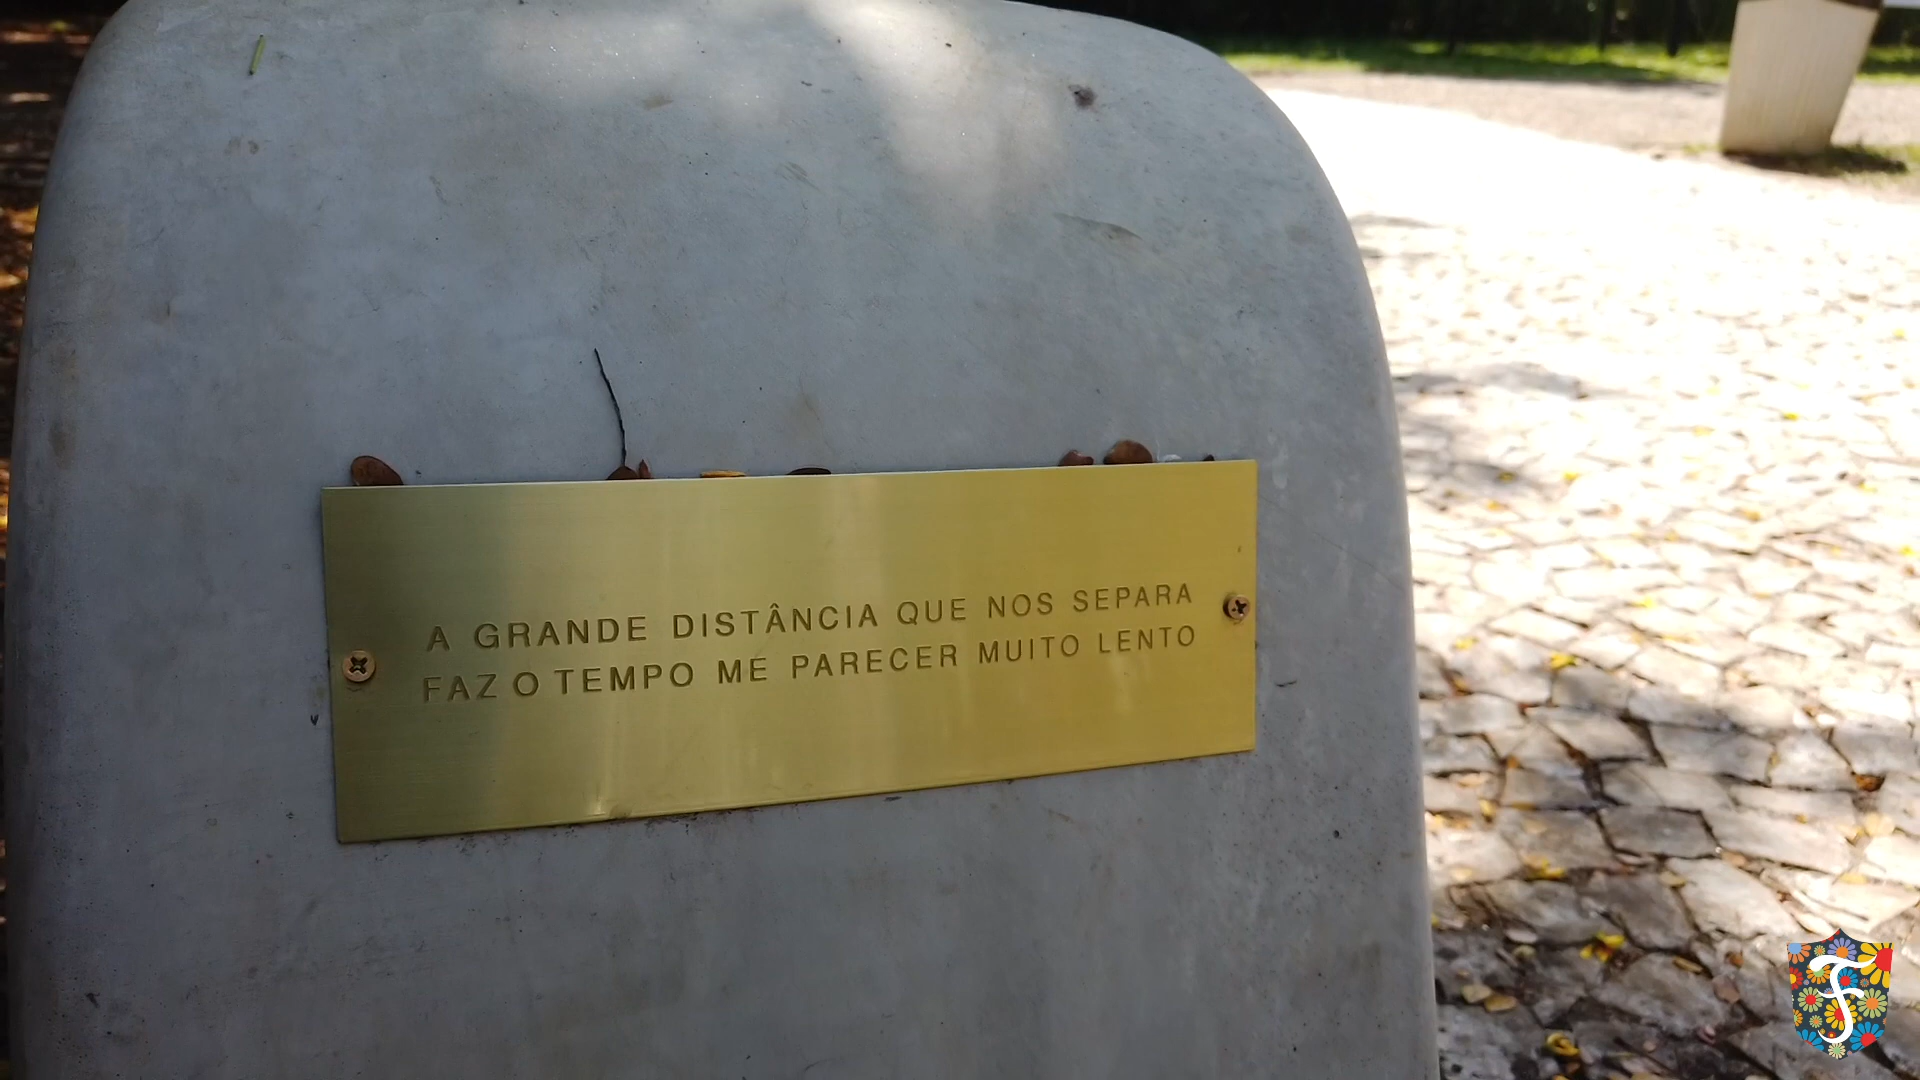 A GRANDE DISTÂNCIA QUE NOS SEPARA
FAZ O TEMPO ME PARECER MUITO LENTO
F